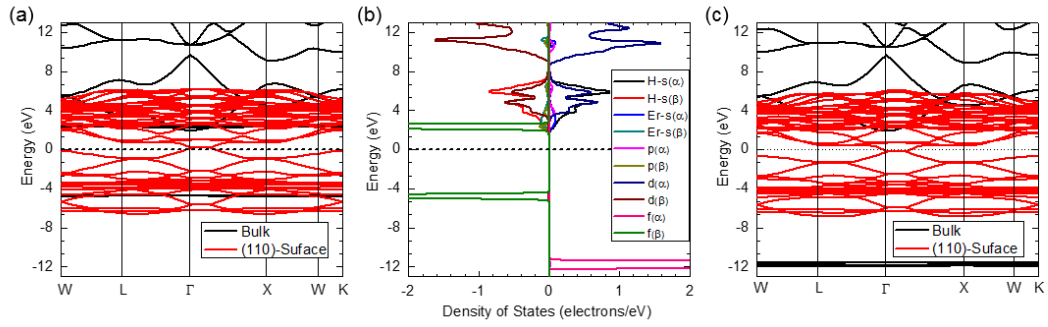 (a)
12
8
4
0
-4
-8
-12
Energy (eV)
Bulk
(110)-Suface
W L Γ X W K
(b)
12
8
4
0
-4
-8
-12
Energy (eV)
H-s(α)
H-s(β)
Er-s(α)
Er-s(β)
p(α)
p(β)
d(α)
d(β)
f(α)
f(β)
-2 -1 0 1 2
Density of States (electrons/eV)
(c)
12
8
4
0
-4
-8
-12
Energy (eV)
Bulk
(110)-Suface
W L Γ X W K